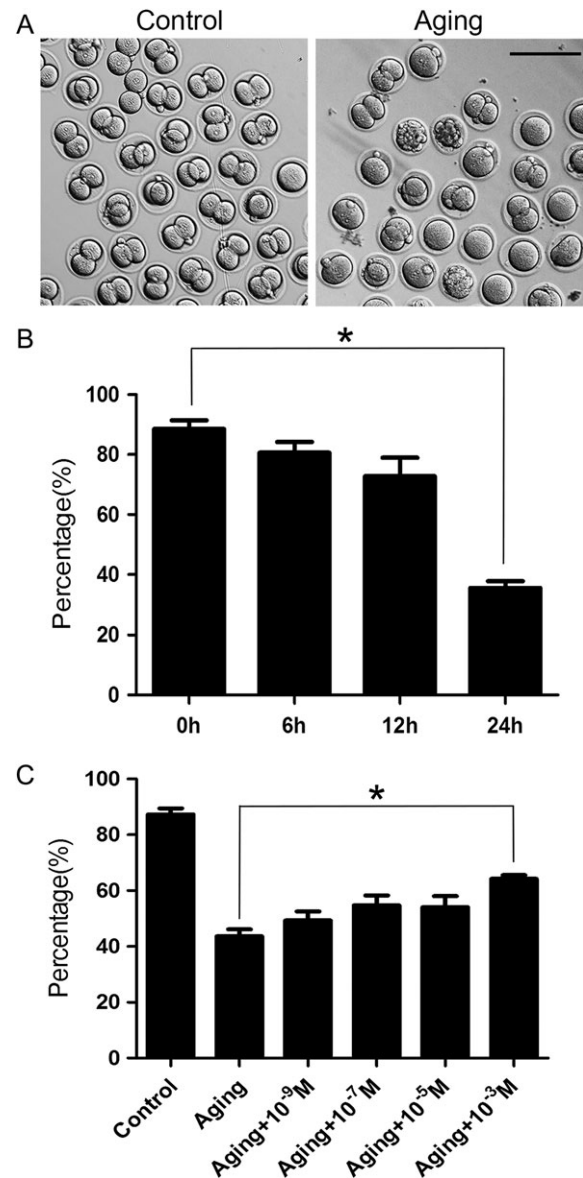 A
Control
Aging
B
*
Percentage(%)
100
80
60
40
20
0
0h
6h
12h
24h
C
*
Percentage(%)
100
80
60
40
20
0
Control
Aging
Aging+10⁻⁹M
Aging+10⁻⁷M
Aging+10⁻⁵M
Aging+10⁻³M